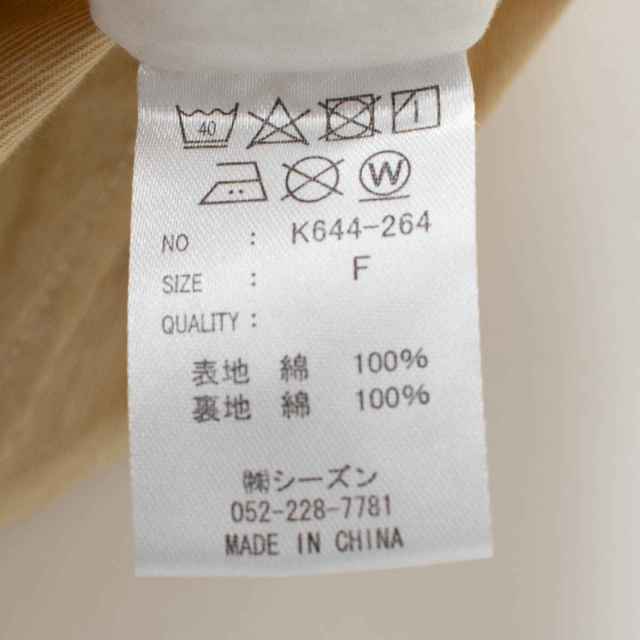 40
W
NO : K644-264
SIZE : F
QUALITY :
表地 綿 100%
裏地 綿 100%
㈱シーズン
052-228-7781
MADE IN CHINA